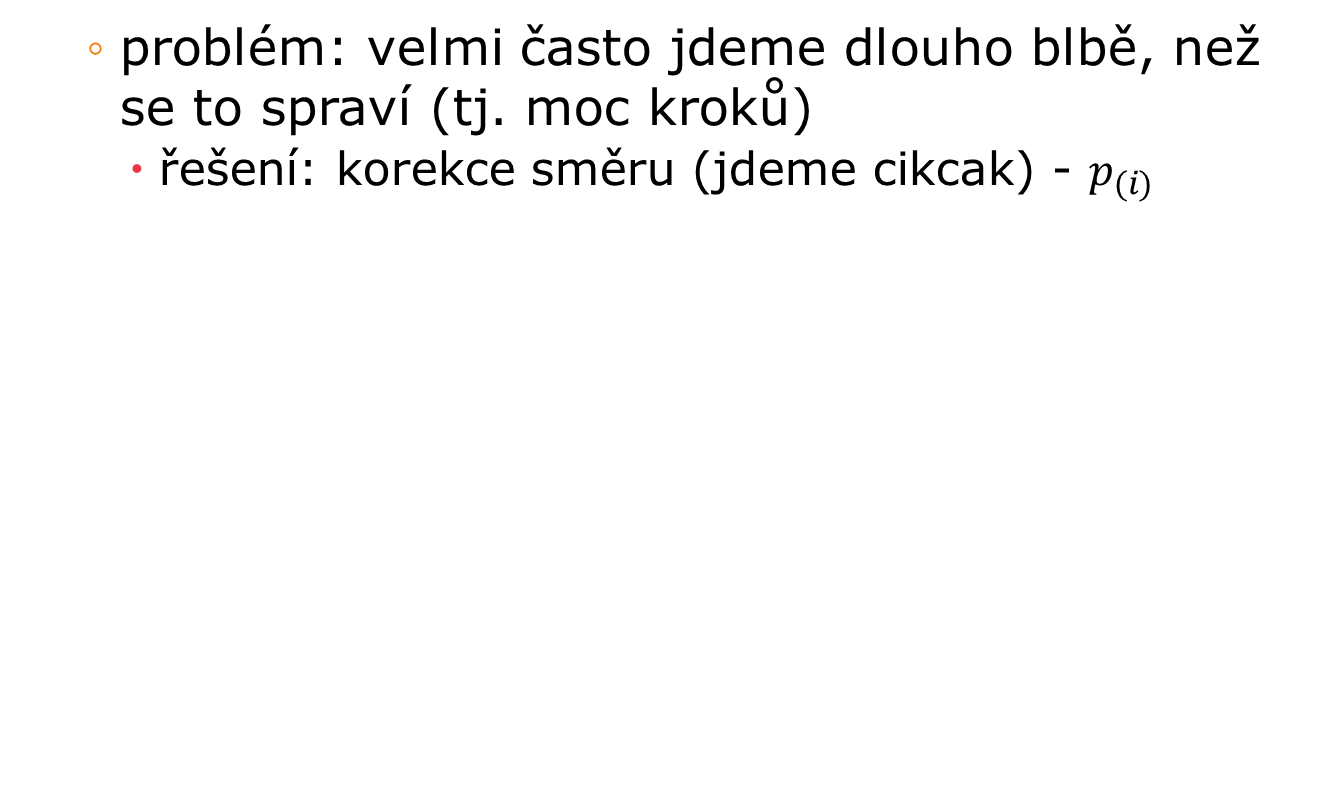 ◦ problém: velmi často jdeme dlouho blbě, než
se to spraví (tj. moc kroků)
• řešení: korekce směru (jdeme cikcak) - p(i)